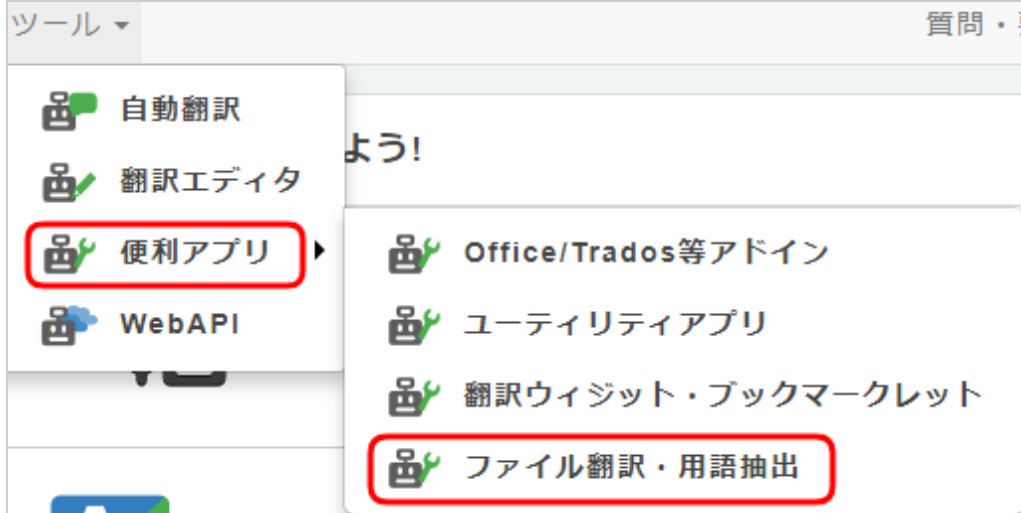 ツール
質問・
自動翻訳
よう!
翻訳エディタ
便利アプリ
Office/Trados等アドイン
WebAPI
ユーティリティアプリ
翻訳ウィジット・ブックマークレット
ファイル翻訳・用語抽出